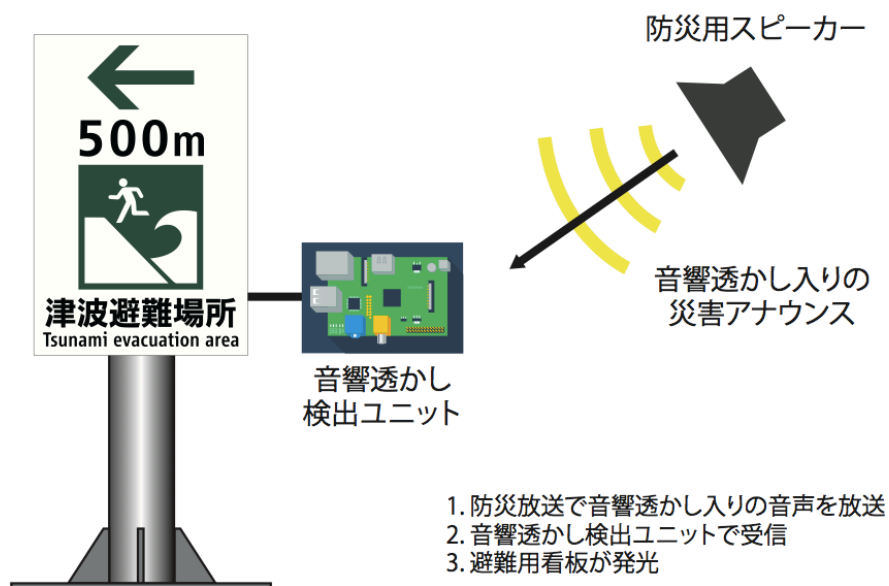 防災用スピーカー
500m
津波避難場所
Tsunami evacuation area
音響透かし入りの
災害アナウンス
音響透かし
検出ユニット
1. 防災放送で音響透かし入りの音声を放送
2. 音響透かし検出ユニットで受信
3. 避難用看板が発光